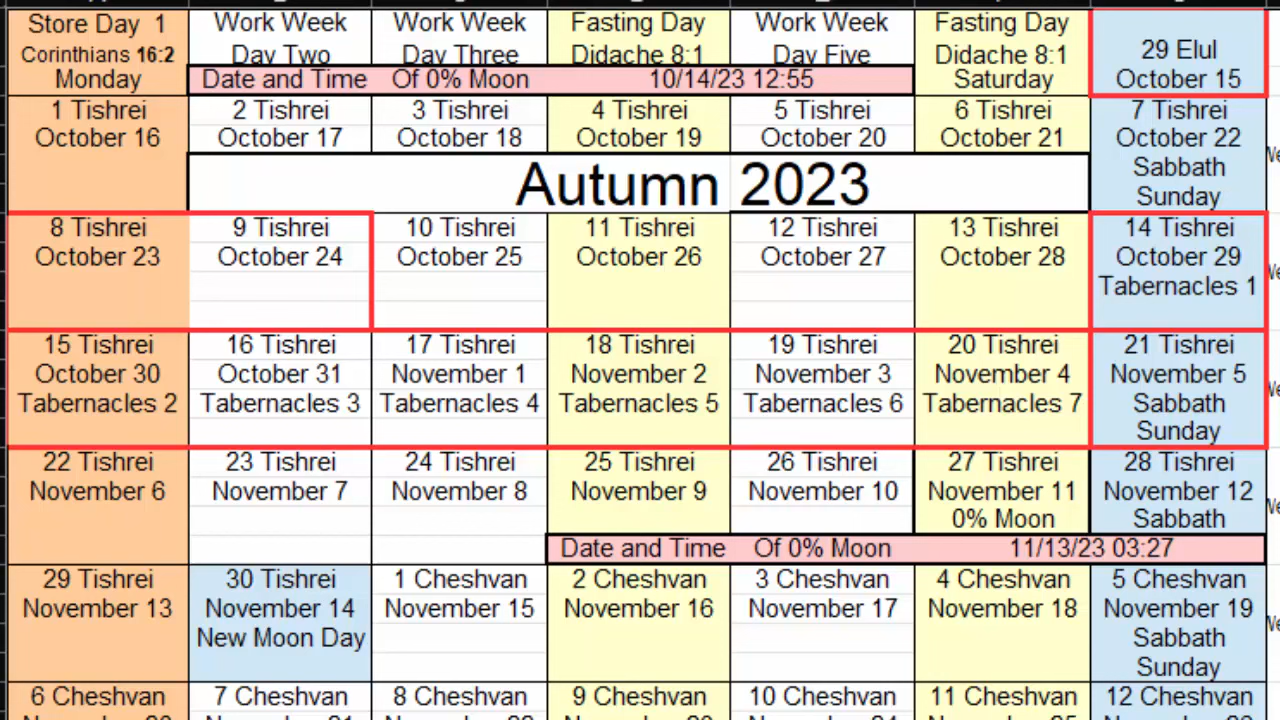 Store Day 1
Corinthians 16:2
Monday
Work Week
Day Two
Work Week
Day Three
Fasting Day
Didache 8:1
Work Week
Day Five
Fasting Day
Didache 8:1
Saturday
29 Elul
October 15
Date and Time Of 0% Moon 10/14/23 12:55
1 Tishrei
October 16
2 Tishrei
October 17
3 Tishrei
October 18
4 Tishrei
October 19
5 Tishrei
October 20
6 Tishrei
October 21
7 Tishrei
October 22
Sabbath
Sunday
Autumn 2023
8 Tishrei
October 23
9 Tishrei
October 24
10 Tishrei
October 25
11 Tishrei
October 26
12 Tishrei
October 27
13 Tishrei
October 28
14 Tishrei
October 29
Tabernacles 1
15 Tishrei
October 30
Tabernacles 2
16 Tishrei
October 31
Tabernacles 3
17 Tishrei
November 1
Tabernacles 4
18 Tishrei
November 2
Tabernacles 5
19 Tishrei
November 3
Tabernacles 6
20 Tishrei
November 4
Tabernacles 7
21 Tishrei
November 5
Sabbath
Sunday
22 Tishrei
November 6
23 Tishrei
November 7
24 Tishrei
November 8
25 Tishrei
November 9
26 Tishrei
November 10
27 Tishrei
November 11
0% Moon
28 Tishrei
November 12
Sabbath
Date and Time Of 0% Moon 11/13/23 03:27
29 Tishrei
November 13
30 Tishrei
November 14
New Moon Day
1 Cheshvan
November 15
2 Cheshvan
November 16
3 Cheshvan
November 17
4 Cheshvan
November 18
5 Cheshvan
November 19
Sabbath
Sunday
6 Cheshvan
7 Cheshvan
8 Cheshvan
9 Cheshvan
10 Cheshvan
11 Cheshvan
12 Cheshvan